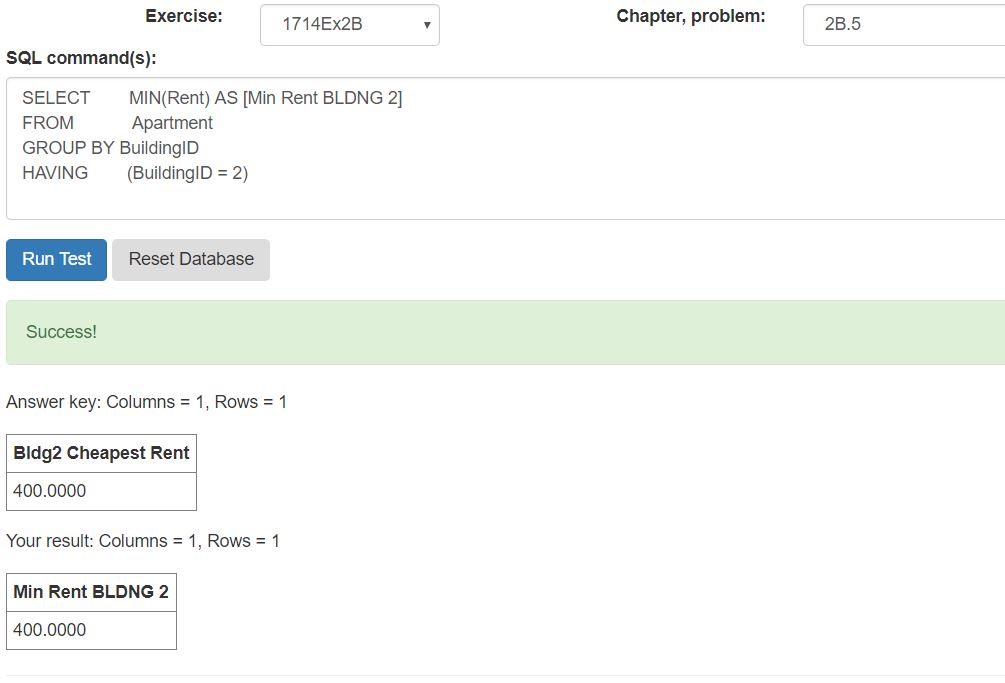 Exercise: 1714Ex2B Chapter, problem: 2B.5
SQL command(s):
SELECT MIN(Rent) AS [Min Rent BLDNG 2]
FROM Apartment
GROUP BY BuildingID
HAVING (BuildingID = 2)
Run Test Reset Database
Success!
Answer key: Columns = 1, Rows = 1
Bldg2 Cheapest Rent
400.0000
Your result: Columns = 1, Rows = 1
Min Rent BLDNG 2
400.0000